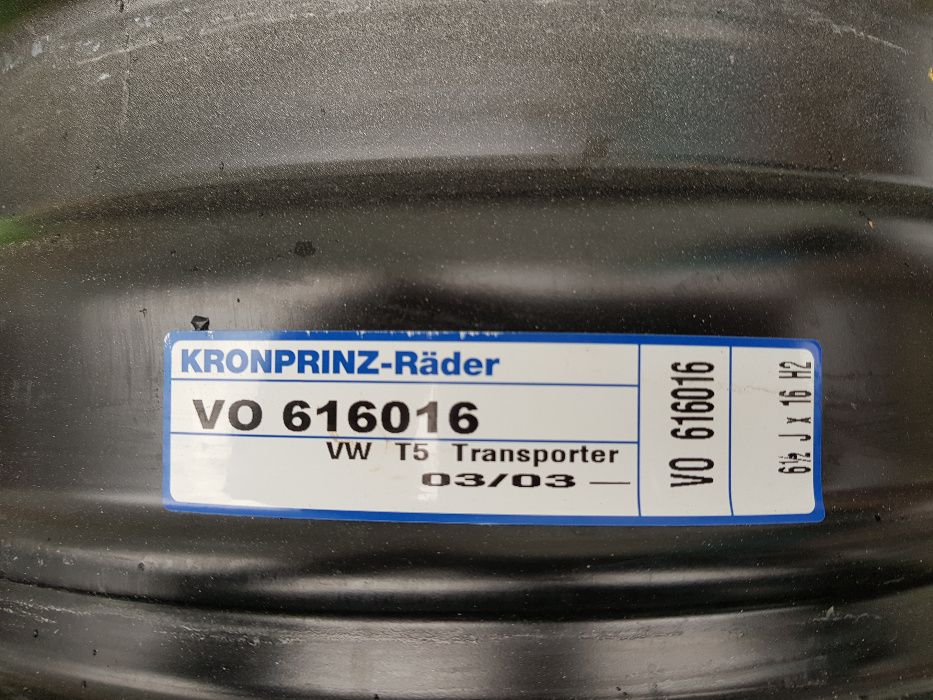 KRONPRINZ-Räder
VO 616016
VW T5 Transporter
03/03 —
VO 616016
6½ J x 16 H2